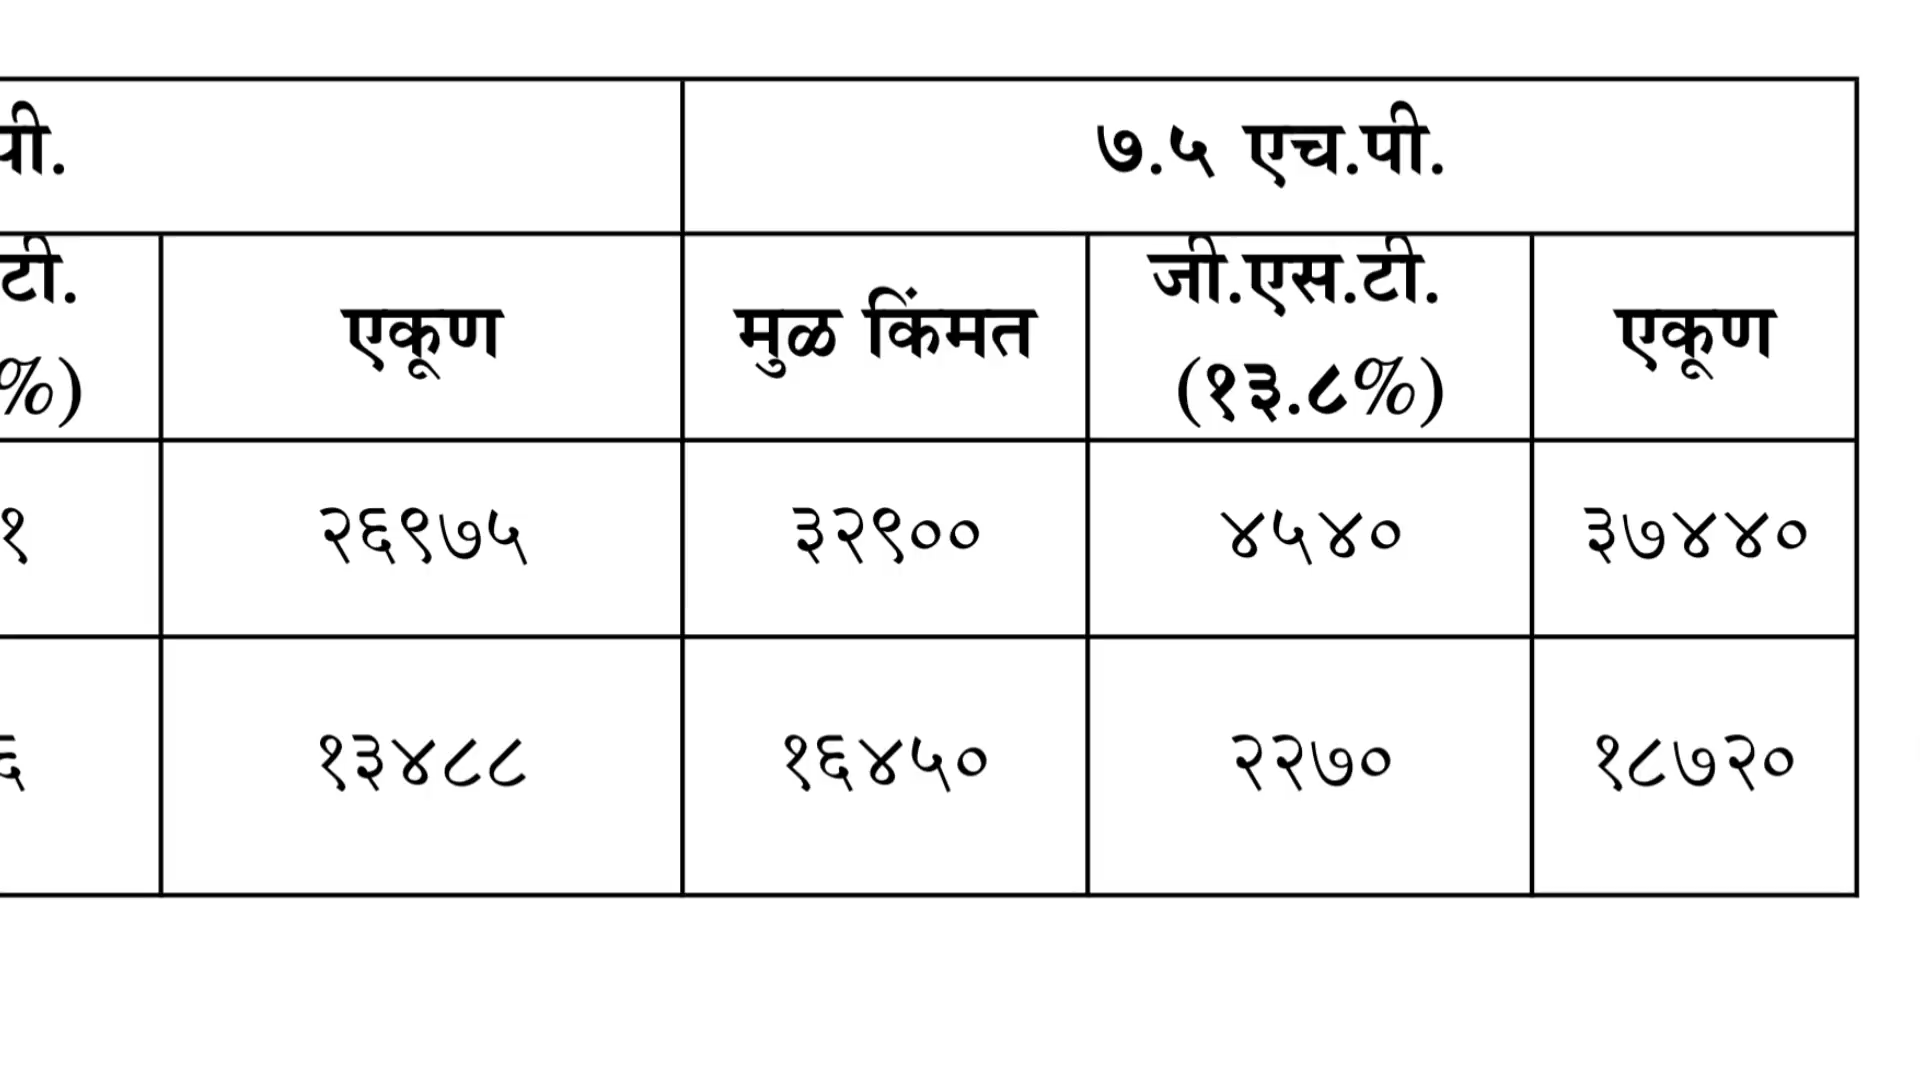 पी. ७.५ एच.पी.
टी. %) एकूण मुळ किंमत जी.एस.टी. (१३.८%) एकूण
१ २६९७५ ३२९०० ४५४० ३७४४०
६ १३४८८ १६४५० २२७० १८७२०